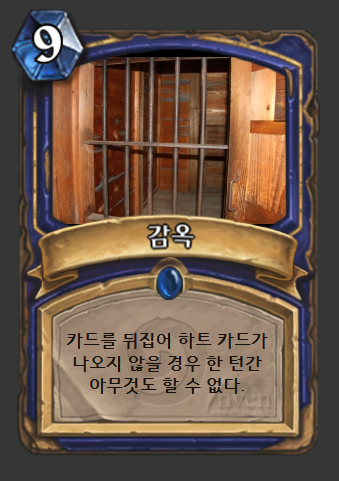 9
감옥
카드를 뒤집어 하트 카드가
나오지 않을 경우 한 턴간
아무것도 할 수 없다.